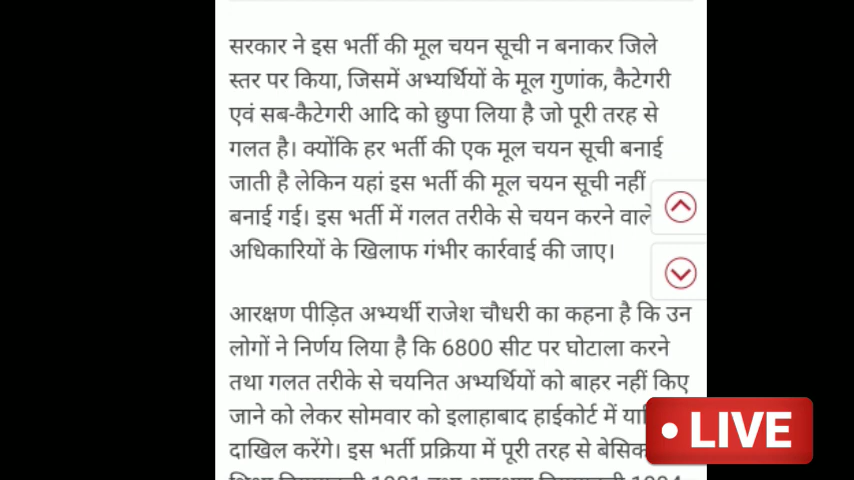 सरकार ने इस भर्ती की मूल चयन सूची न बनाकर जिले
स्तर पर किया, जिसमें अभ्यर्थियों के मूल गुणांक, कैटेगरी
एवं सब-कैटेगरी आदि को छुपा लिया है जो पूरी तरह से
गलत है। क्योंकि हर भर्ती की एक मूल चयन सूची बनाई
जाती है लेकिन यहां इस भर्ती की मूल चयन सूची नहीं
बनाई गई। इस भर्ती में गलत तरीके से चयन करने वाले
अधिकारियों के खिलाफ गंभीर कार्रवाई की जाए।
आरक्षण पीड़ित अभ्यर्थी राजेश चौधरी का कहना है कि उन
लोगों ने निर्णय लिया है कि 6800 सीट पर घोटाला करने
तथा गलत तरीके से चयनित अभ्यर्थियों को बाहर नहीं किए
जाने को लेकर सोमवार को इलाहाबाद हाईकोर्ट में
दाखिल करेंगे। इस भर्ती प्रक्रिया में पूरी तरह से
LIVE